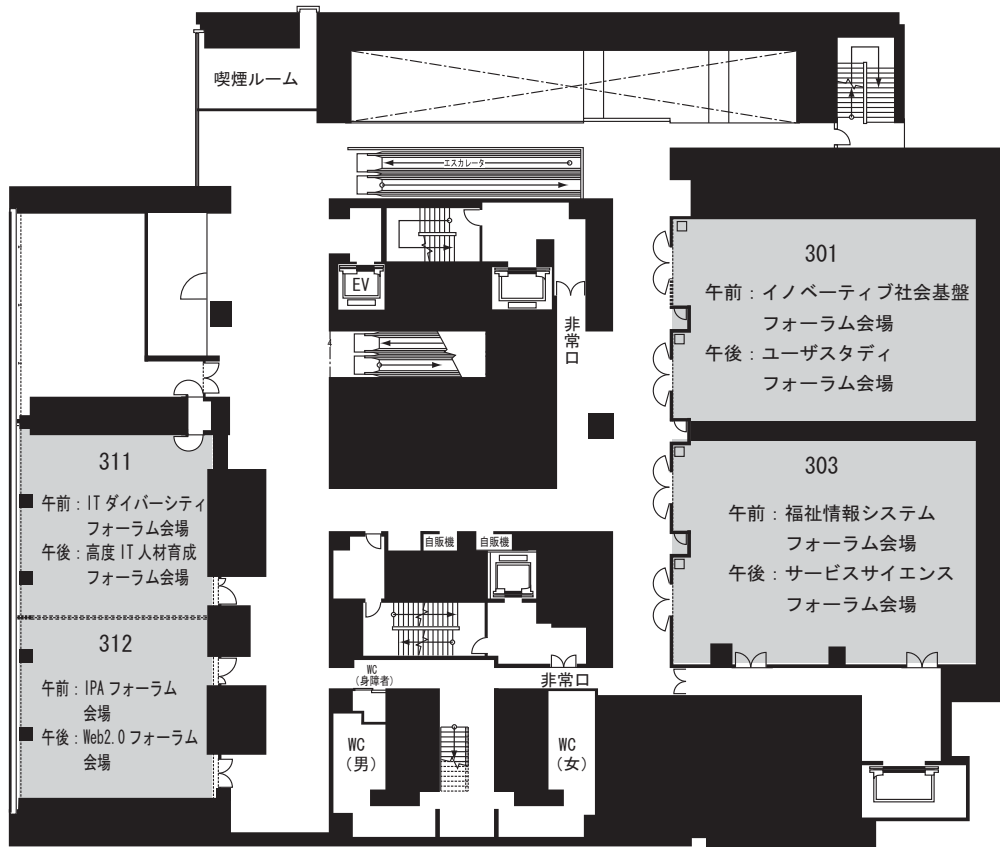 喫煙ルーム
エスカレータ
EV
非常口
301
午前：イノベーティブ社会基盤
フォーラム会場
午後：ユーザスタディ
フォーラム会場
311
午前：ITダイバーシティ
フォーラム会場
午後：高度IT人材育成
フォーラム会場
303
午前：福祉情報システム
フォーラム会場
午後：サービスサイエンス
フォーラム会場
自販機
自販機
312
午前：IPAフォーラム
会場
午後：Web2.0フォーラム
会場
WC
（身障者）
非常口
WC
（男）
WC
（女）